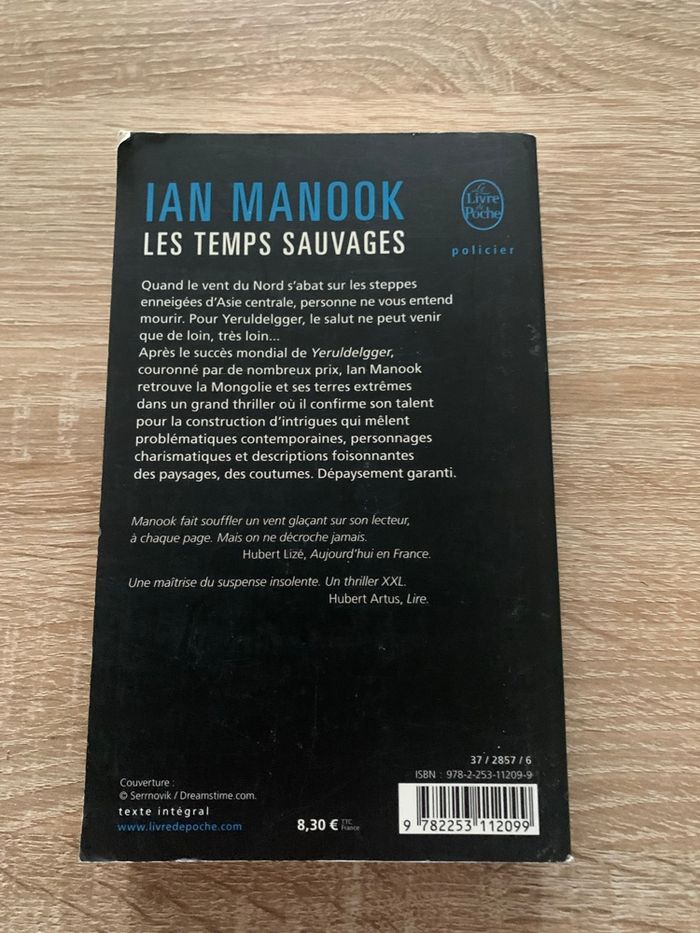 IAN MANOOK
LES TEMPS SAUVAGES
Le
Livre
de
Poche
policier
Quand le vent du Nord s'abat sur les steppes
enneigées d'Asie centrale, personne ne vous entend
mourir. Pour Yeruldelgger, le salut ne peut venir
que de loin, très loin...
Après le succès mondial de Yeruldelgger,
couronné par de nombreux prix, Ian Manook
retrouve la Mongolie et ses terres extrêmes
dans un grand thriller où il confirme son talent
pour la construction d'intrigues qui mêlent
problématiques contemporaines, personnages
charismatiques et descriptions foisonnantes
des paysages, des coutumes. Dépaysement garanti.
Manook fait souffler un vent glaçant sur son lecteur,
à chaque page. Mais on ne décroche jamais.
Hubert Lizé, Aujourd'hui en France.
Une maîtrise du suspense insolente. Un thriller XXL.
Hubert Artus, Lire.
37 / 2857 / 6
ISBN : 978-2-253-11209-9
Couverture :
© Serrnovik / Dreamstime.com.
texte intégral
www.livredepoche.com
8,30 € TTC
France
9 782253 112099